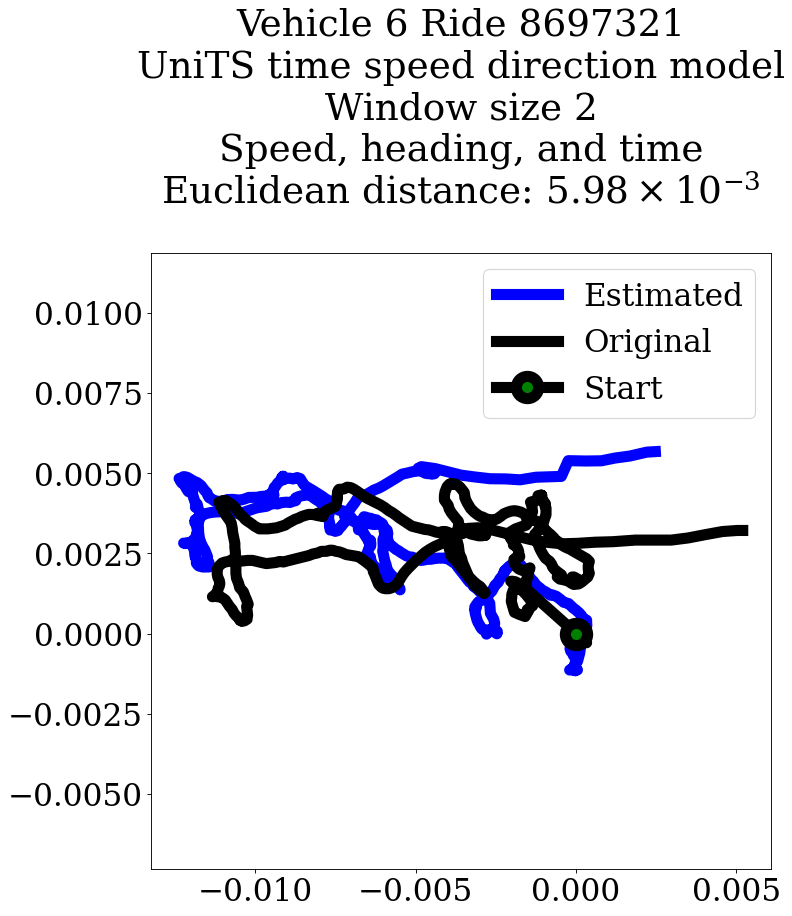 Vehicle 6 Ride 8697321
UniTS time speed direction model
Window size 2
Speed, heading, and time
Euclidean distance: 5.98 × 10⁻³
Estimated
Original
Start
0.0100
0.0075
0.0050
0.0025
0.0000
−0.0025
−0.0050
−0.010 −0.005 0.000 0.005